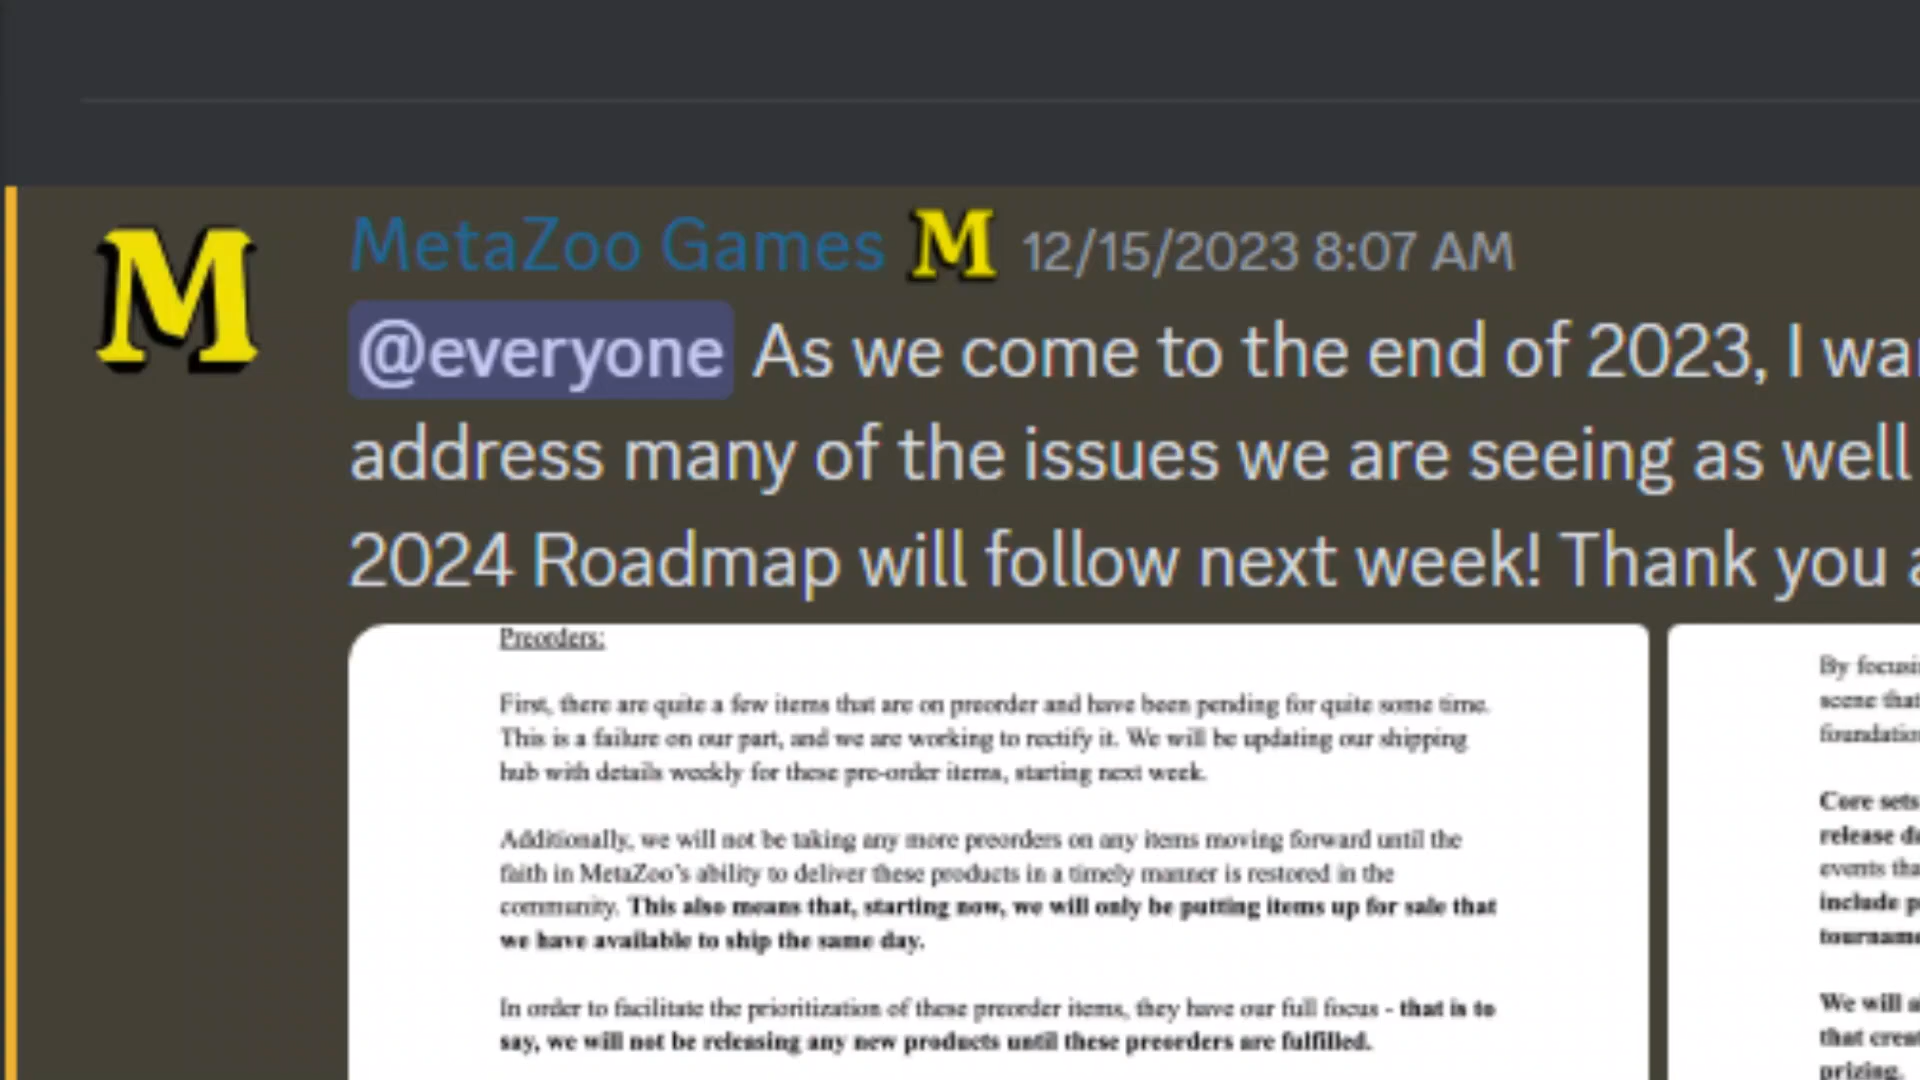 M MetaZoo Games M 12/15/2023 8:07 AM
@everyone As we come to the end of 2023, I
address many of the issues we are seeing as well
2024 Roadmap will follow next week! Thank you
Preorders:
First, there are quite a few items that are on preorder and have been pending for quite some time.
This is a failure on our part, and we are working to rectify it. We will be updating our shipping
hub with details weekly for these pre-order items, starting next week.
Additionally, we will not be taking any more preorders on any items moving forward until the
faith in MetaZoo's ability to deliver these products in a timely manner is restored in the
community. This also means that, starting now, we will only be putting items up for sale that
we have available to ship the same day.
In order to facilitate the prioritization of these preorder items, they have our full focus - that is to
say, we will not be releasing any new products until these preorders are fulfilled.
By
scene that
Core sets
release
events
include
We will
that
prizing.